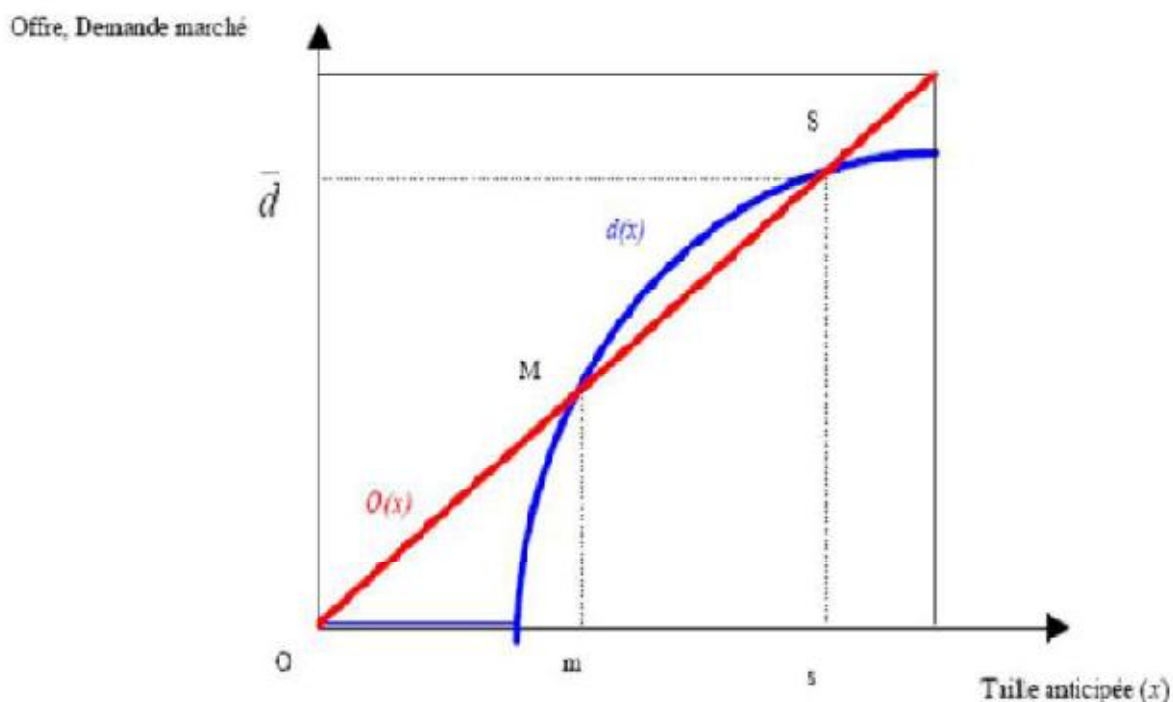 Offre, Demande marché
S
d̅
d(x)
M
O(x)
O
m
s
Taille anticipée (x)